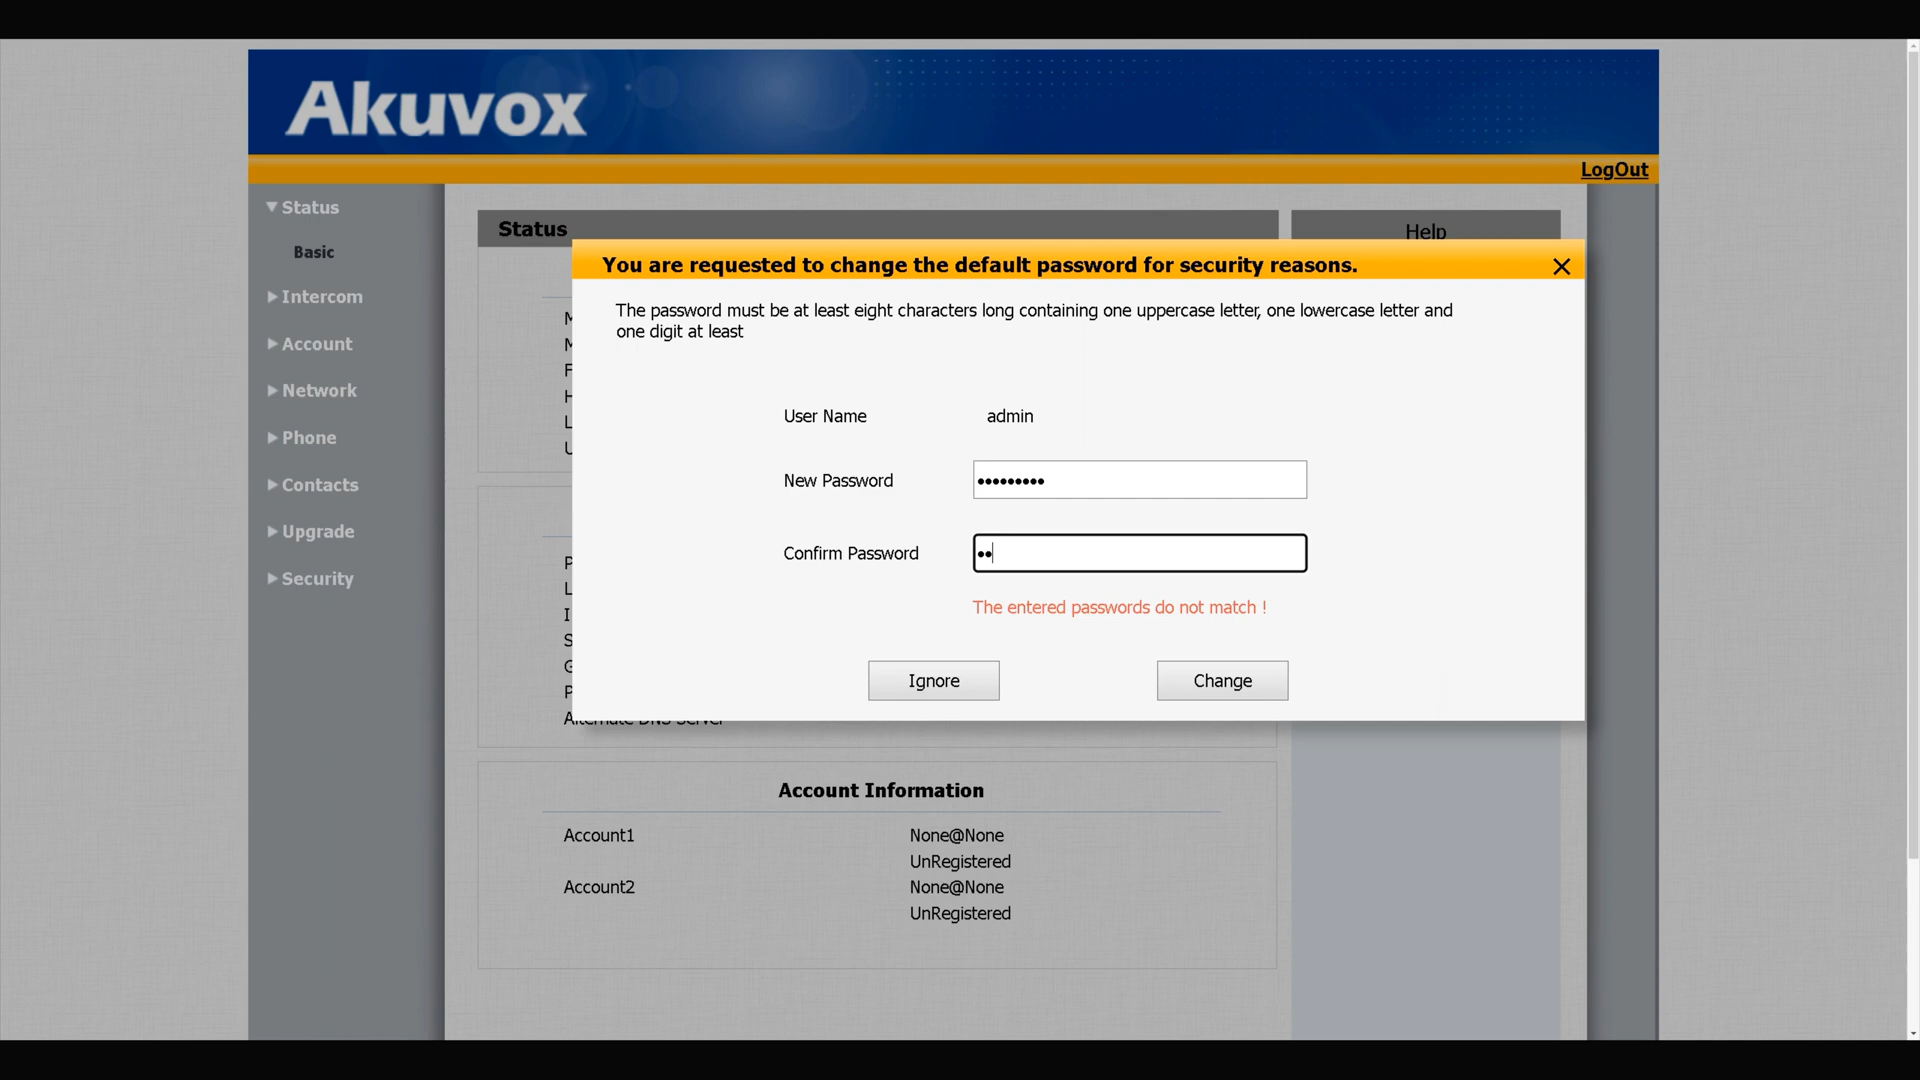 Akuvox
LogOut
Status
Basic
Intercom
Account
Network
Phone
Contacts
Upgrade
Security
Status
Help
You are requested to change the default password for security reasons.
The password must be at least eight characters long containing one uppercase letter, one lowercase letter and
one digit at least
User Name admin
New Password •••••••••
Confirm Password ••
The entered passwords do not match !
Ignore Change
Alternate DNS Server
Account Information
Account1 None@None
UnRegistered
Account2 None@None
UnRegistered